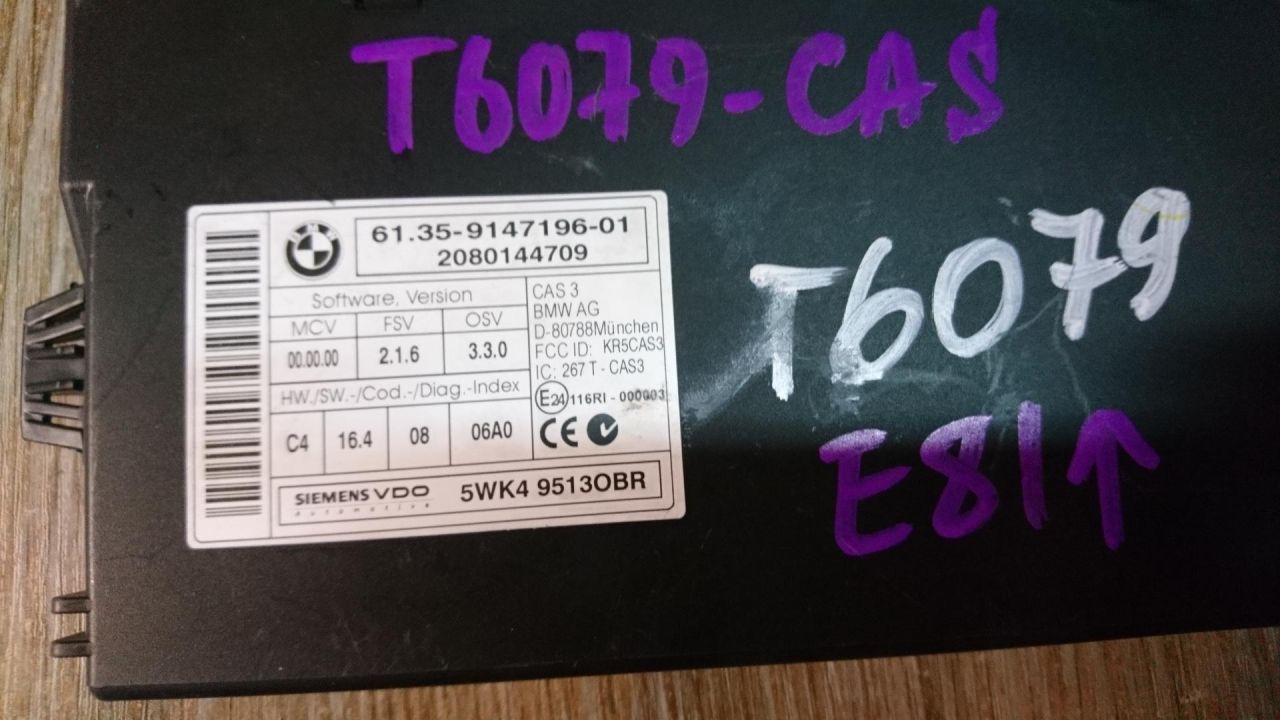 T6079-CAS
BMW
61.35-9147196-01
2080144709
Software, Version
MCV FSV OSV
00.00.00 2.1.6 3.3.0
HW./SW.-/Cod.-/Diag.-Index
C4 16.4 08 06A0
CAS 3
BMW AG
D-80788München
FCC ID: KR5CAS3
IC: 267 T - CAS3
E24 116RI - 000003
CE
SIEMENS VDO
automotive
5WK4 9513OBR
T6079
E81↑